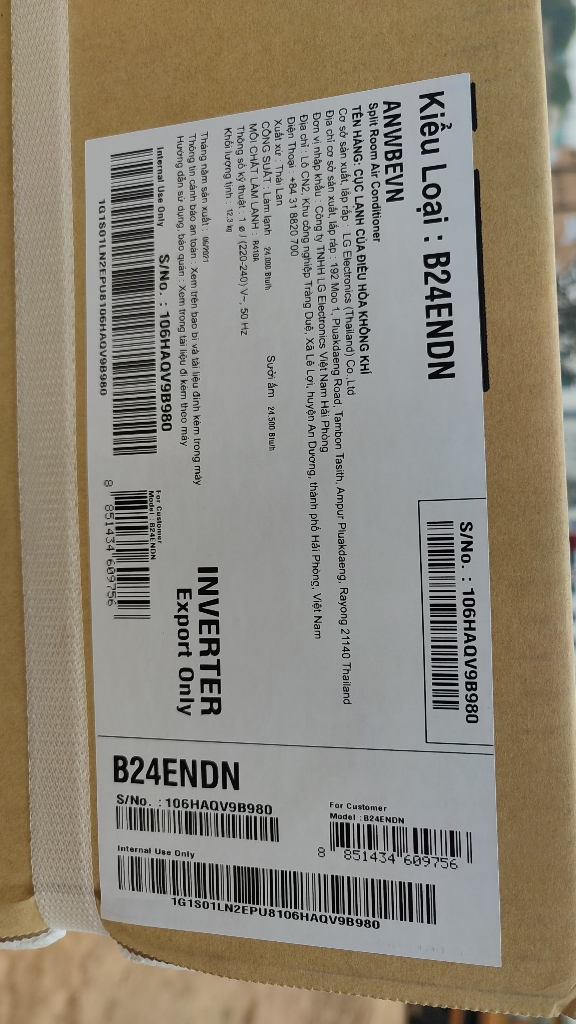 Kiểu Loại : B24ENDN
ANWBEVN
Split Room Air Conditioner
TÊN HÀNG: CỤC LẠNH CỦA ĐIỀU HÒA KHÔNG KHÍ
Cơ sở sản xuất, lắp ráp : LG Electronics (Thailand) Co.,Ltd
Địa chỉ cơ sở sản xuất, lắp ráp : 192 Moo 1, Pluakdaeng Road, Tambon Tasith, Ampur Pluakdaeng, Rayong 21140 Thailand
Đơn vị nhập khẩu : Công ty TNHH LG Electronics Việt Nam Hải Phòng
Địa chỉ : Lô CN2, Khu công nghiệp Tràng Duệ, Xã Lê Lợi, huyện An Dương, thành phố Hải Phòng, Việt Nam
Điện Thoại : +84 31 8820 700
Xuất xứ : Thái Lan
CÔNG SUẤT : Làm lạnh 24,000 Btu/h Sưởi ấm 24,500 Btu/h
MÔI CHẤT LÀM LẠNH : R410A
Thông số kỹ thuật : 1 ø / (220-240) V~, 50 Hz
Khối lượng tịnh : 12.3 kg
Tháng năm sản xuất : 06/2021
Thông tin cảnh báo an toàn : Xem trên bao bì và tài liệu đính kèm trong máy
Hướng dẫn sử dụng, bảo quản : Xem trong tài liệu đi kèm theo máy
S/No. : 106HAQV9B980
INVERTER
Export Only
Internal Use Only
S/No. : 106HAQV9B980
1G1S01LN2EPU8106HAQV9B980
For Customer
Model : B24ENDN
8 851434 609756
B24ENDN
S/No. : 106HAQV9B980
For Customer
Model : B24ENDN
8 851434 609756
Internal Use Only
1G1S01LN2EPU8106HAQV9B980